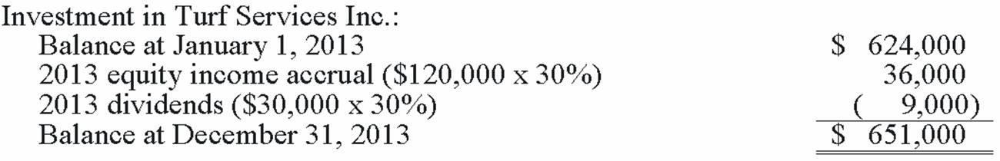 Investment in Turf Services Inc.:
Balance at January 1, 2013 $ 624,000
2013 equity income accrual ($120,000 x 30%) 36,000
2013 dividends ($30,000 x 30%) ( 9,000)
Balance at December 31, 2013 $ 651,000